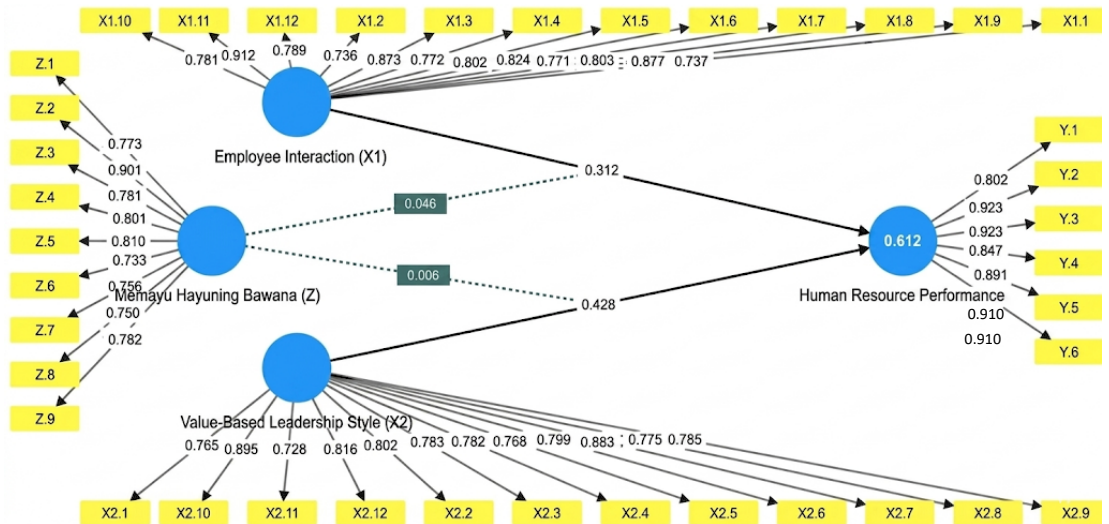 X1.10 X1.11 X1.12 X1.2 X1.3 X1.4 X1.5 X1.6 X1.7 X1.8 X1.9 X1.1
0.781 0.912 0.789 0.736 0.873 0.772 0.802 0.824 0.771 0.803 0.877 0.737
Employee Interaction (X1)
Z.1
Z.2
Z.3
Z.4
Z.5
Z.6
Z.7
Z.8
Z.9
0.773
0.901
0.781
0.801
0.810
0.733
0.756
0.750
0.782
Memayu Hayuning Bawana (Z)
0.046
0.006
0.312
0.428
0.612
Human Resource Performance
0.802
0.923
0.923
0.847
0.891
0.910
0.910
Y.1
Y.2
Y.3
Y.4
Y.5
Y.6
Value-Based Leadership Style (X2)
0.765 0.895 0.728 0.816 0.802 0.783 0.782 0.768 0.799 0.883 0.775 0.785
X2.1 X2.10 X2.11 X2.12 X2.2 X2.3 X2.4 X2.5 X2.6 X2.7 X2.8 X2.9